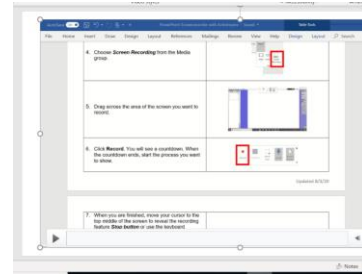 File Home Insert Draw Design Layout References Mailings Review View Help Design Layout Search
4. Choose Screen Recording from the Media
group
5. Drag across the area of the screen you want to
record.
6. Click Record. You will see a countdown. When
the countdown ends, start the process you want
to show.
7. When you are finished, move your cursor to the
top middle of the screen to reveal the recording
feature Stop button or use the keyboard
Notes